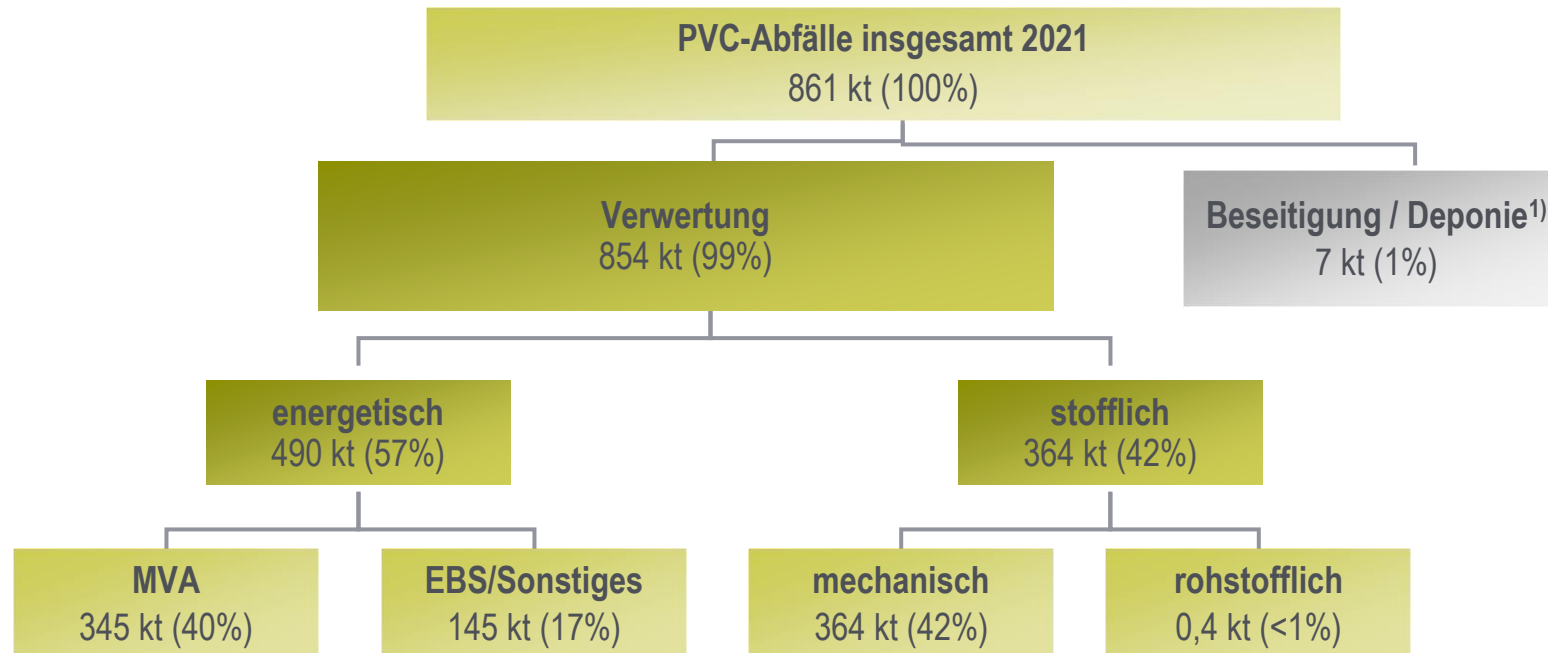 PVC-Abfälle insgesamt 2021
861 kt (100%)
Verwertung
854 kt (99%)
Beseitigung / Deponie¹⁾
7 kt (1%)
energetisch
490 kt (57%)
stofflich
364 kt (42%)
MVA
345 kt (40%)
EBS/Sonstiges
145 kt (17%)
mechanisch
364 kt (42%)
rohstofflich
0,4 kt (<1%)